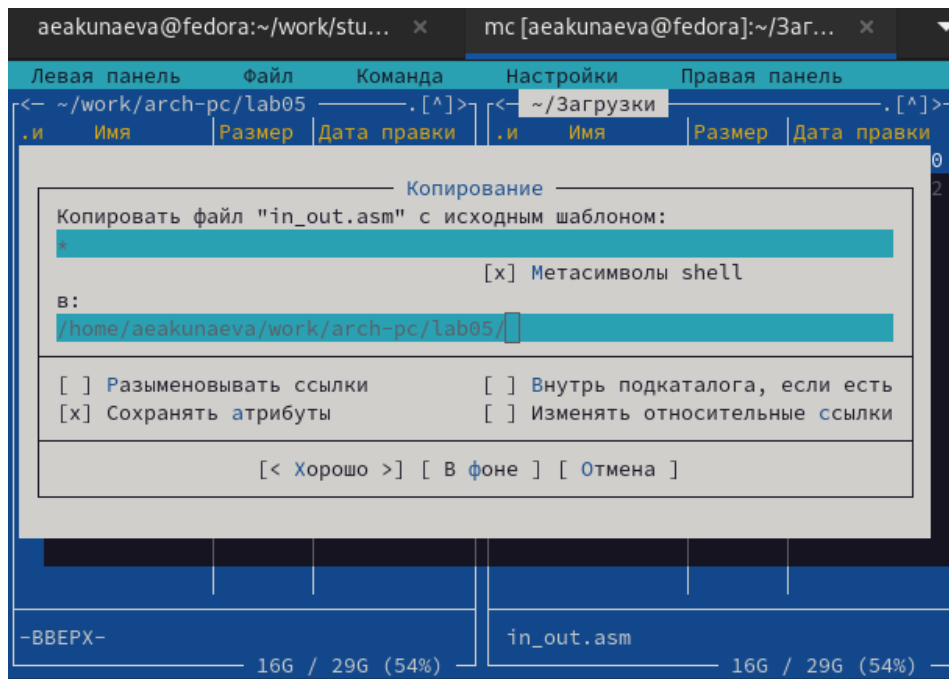 aeakunaeva@fedora:~/work/stu... × mc [aeakunaeva@fedora]:~/Заг... ×
Левая панель Файл Команда Настройки Правая панель
<— ~/work/arch-pc/lab05 .[^]> <— ~/Загрузки .[^]>
.и Имя Размер Дата правки .и Имя Размер Дата правки
0
2
Копирование
Копировать файл "in_out.asm" с исходным шаблоном:
*
[x] Метасимволы shell
в:
/home/aeakunaeva/work/arch-pc/lab05/
[ ] Разыменовывать ссылки [ ] Внутрь подкаталога, если есть
[x] Сохранять атрибуты [ ] Изменять относительные ссылки
[< Хорошо >] [ В фоне ] [ Отмена ]
-ВВЕРХ- in_out.asm
16G / 29G (54%) 16G / 29G (54%)